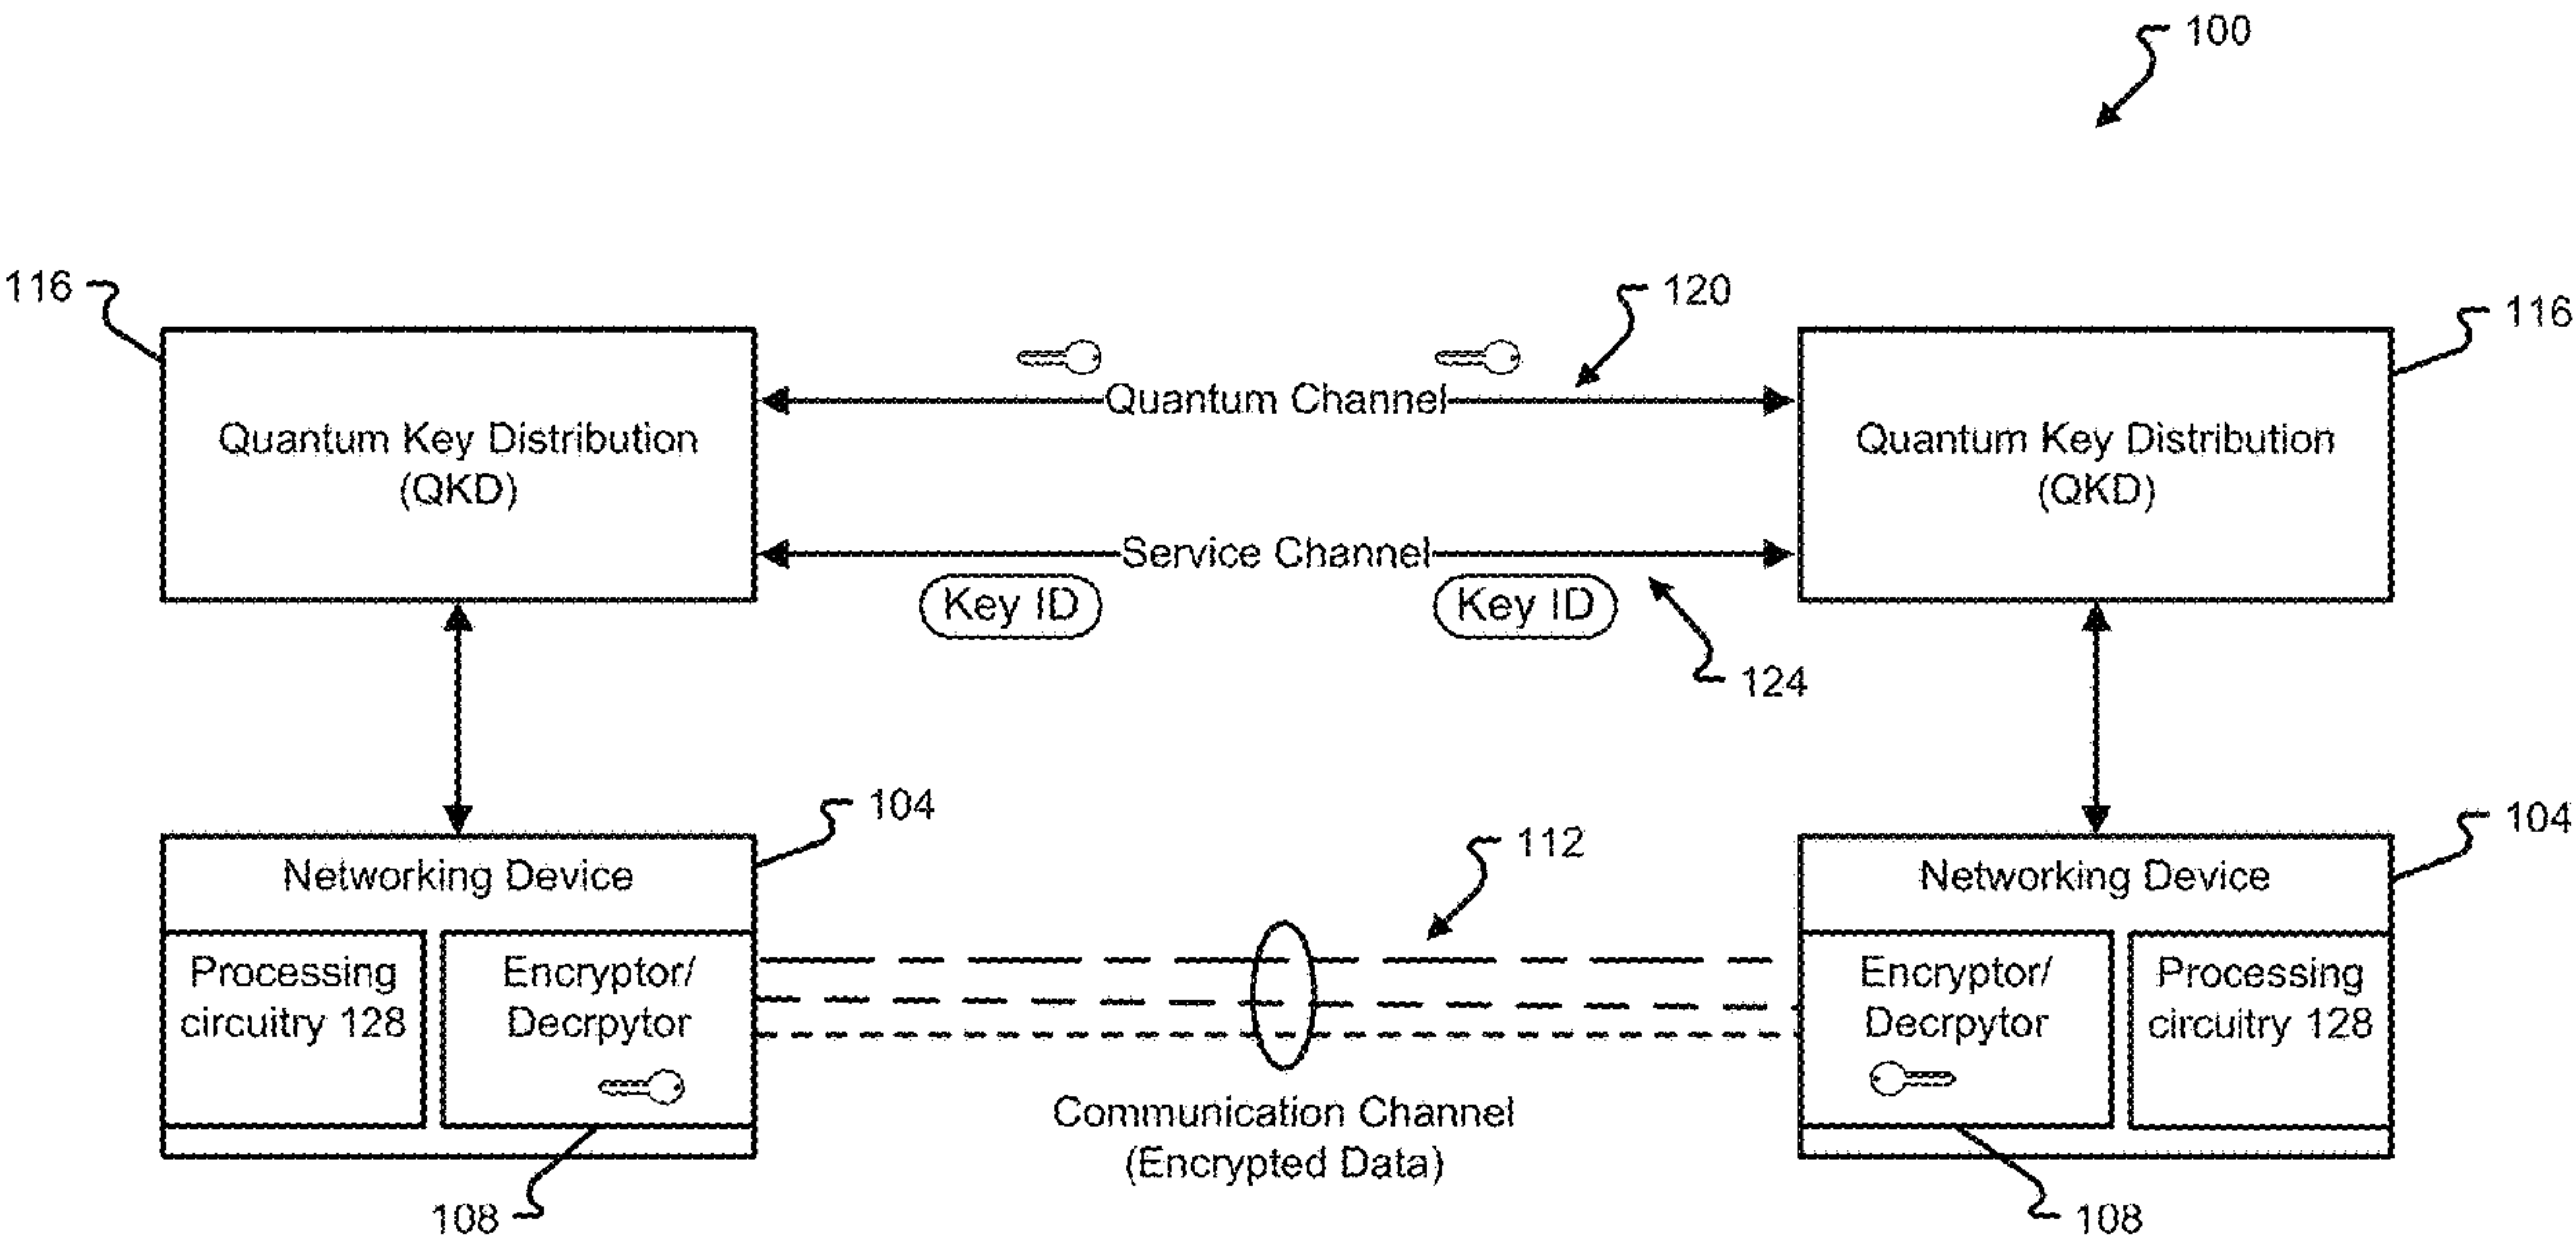 100
116
120
116
Quantum Channel
Quantum Key Distribution
(QKD)
Quantum Key Distribution
(QKD)
Service Channel
Key ID
Key ID
124
104
104
112
Networking Device
Networking Device
Processing
circuitry 128
Encryptor/
Decrpytor
Encryptor/
Decrpytor
Processing
circuitry 128
Communication Channel
(Encrypted Data)
108
108